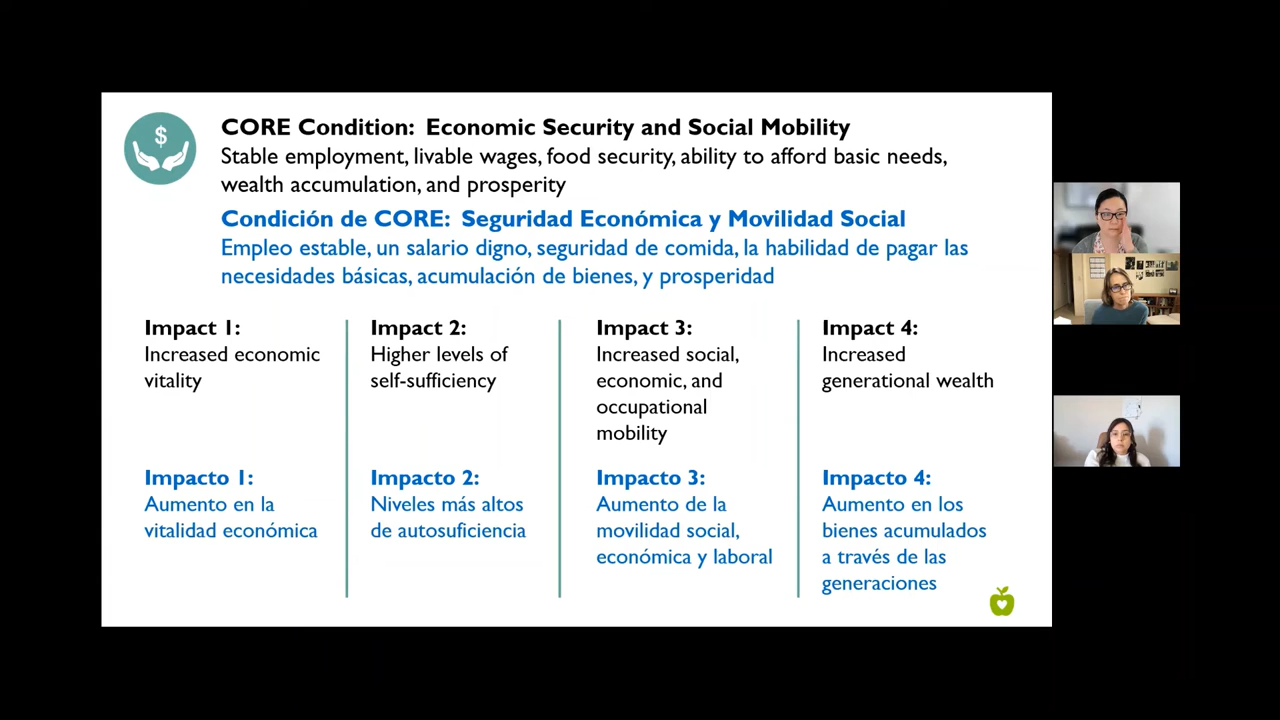 $
CORE Condition: Economic Security and Social Mobility
Stable employment, livable wages, food security, ability to afford basic needs,
wealth accumulation, and prosperity
Condición de CORE: Seguridad Económica y Movilidad Social
Empleo estable, un salario digno, seguridad de comida, la habilidad de pagar las
necesidades básicas, acumulación de bienes, y prosperidad
Impact 1:
Increased economic
vitality
Impact 2:
Higher levels of
self-sufficiency
Impact 3:
Increased social,
economic, and
occupational
mobility
Impact 4:
Increased
generational wealth
Impacto 1:
Aumento en la
vitalidad económica
Impacto 2:
Niveles más altos
de autosuficiencia
Impacto 3:
Aumento de la
movilidad social,
económica y laboral
Impacto 4:
Aumento en los
bienes acumulados
a través de las
generaciones